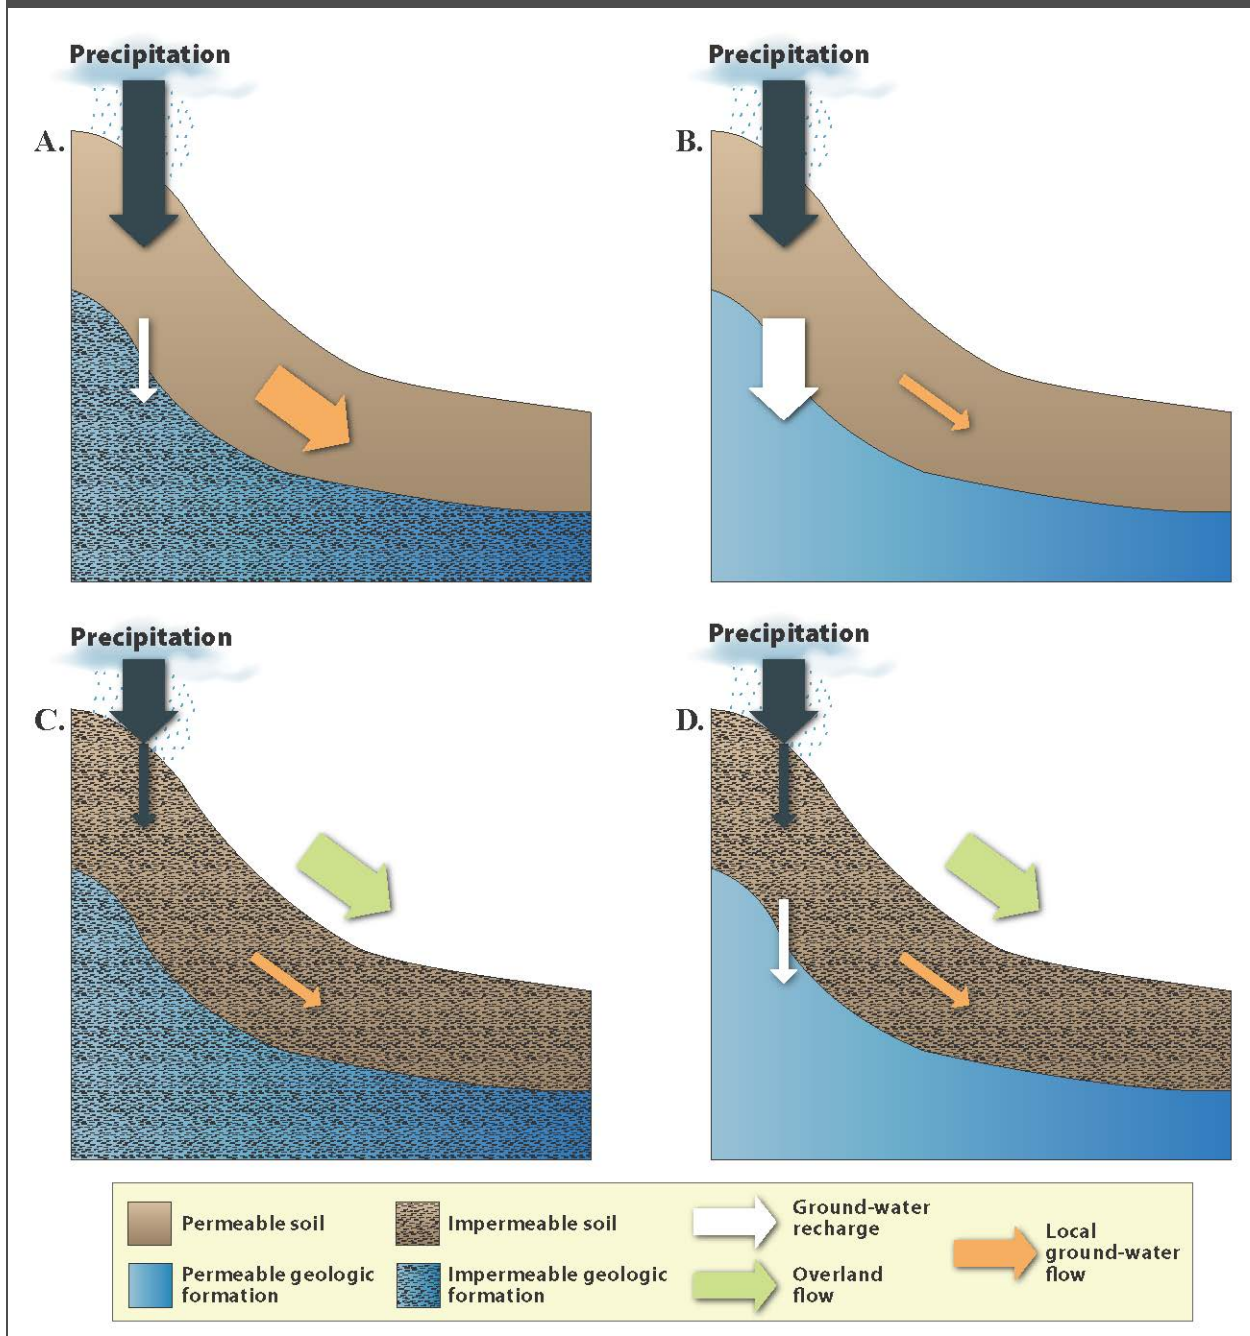 Precipitation
Precipitation
A.
B.
Precipitation
Precipitation
C.
D.
Permeable soil
Impermeable soil
Ground-water
recharge
Local
ground-water
flow
Permeable geologic
formation
Impermeable geologic
formation
Overland
flow